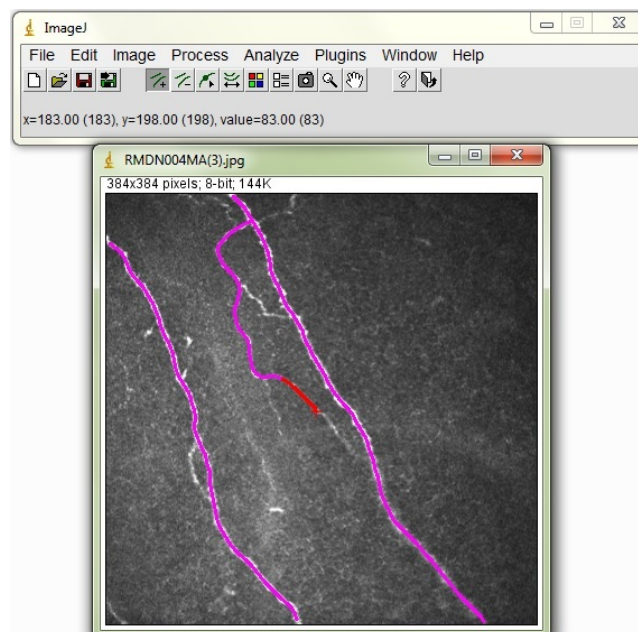 ImageJ
File Edit Image Process Analyze Plugins Window Help
x=183.00 (183), y=198.00 (198), value=83.00 (83)
RMDN004MA(3).jpg
384x384 pixels; 8-bit; 144K